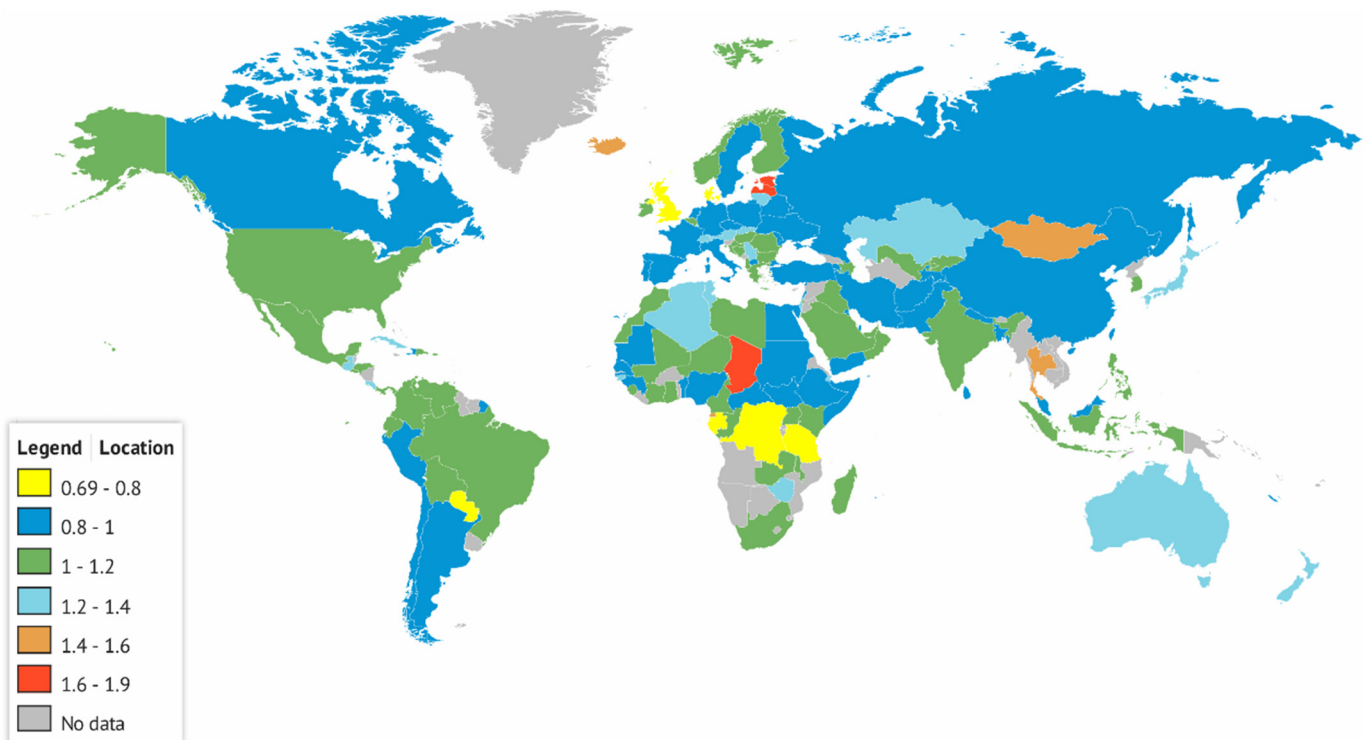 Legend Location
0.69 - 0.8
0.8 - 1
1 - 1.2
1.2 - 1.4
1.4 - 1.6
1.6 - 1.9
No data